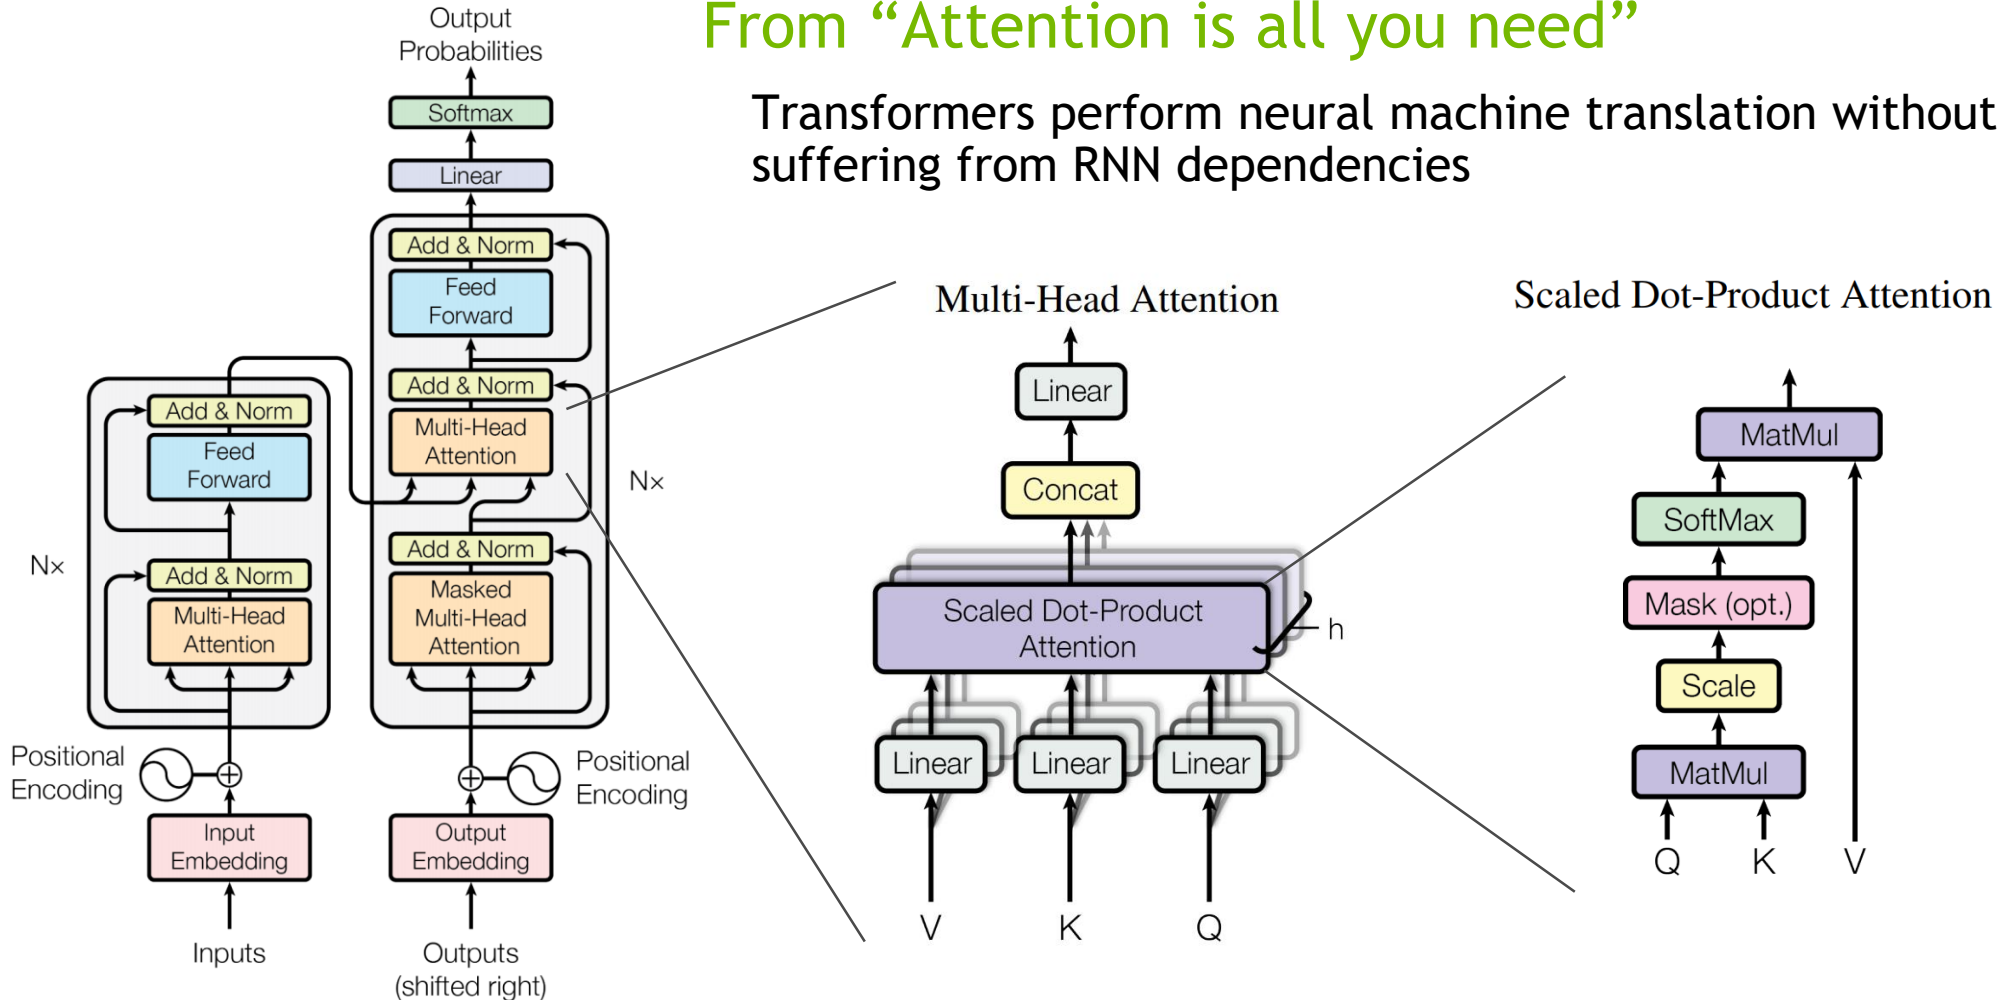 From “Attention is all you need”
Transformers perform neural machine translation without
suffering from RNN dependencies
Output
Probabilities
Softmax
Linear
Add & Norm
Feed
Forward
Add & Norm
Multi-Head
Attention
Add & Norm
Masked
Multi-Head
Attention
N×
Positional
Encoding
Output
Embedding
Outputs
(shifted right)
Add & Norm
Feed
Forward
Add & Norm
Multi-Head
Attention
N×
Positional
Encoding
Input
Embedding
Inputs
Multi-Head Attention
Linear
Concat
Scaled Dot-Product
Attention
h
Linear
Linear
Linear
V
K
Q
Scaled Dot-Product Attention
MatMul
SoftMax
Mask (opt.)
Scale
MatMul
Q
K
V